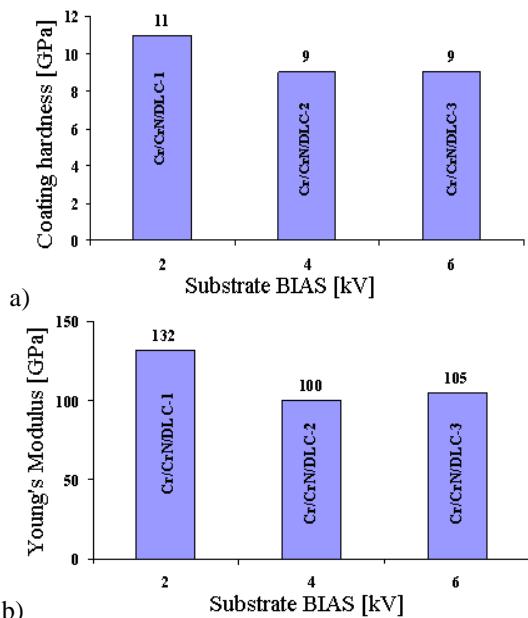 Coating hardness [GPa]
12
10
8
6
4
2
0
11
9
9
Cr/CrN/DLC-1
Cr/CrN/DLC-2
Cr/CrN/DLC-3
2
4
6
Substrate BIAS [kV]
a)
Young's Modulus [GPa]
150
100
50
0
132
100
105
Cr/CrN/DLC-1
Cr/CrN/DLC-2
Cr/CrN/DLC-3
2
4
6
Substrate BIAS [kV]
b)